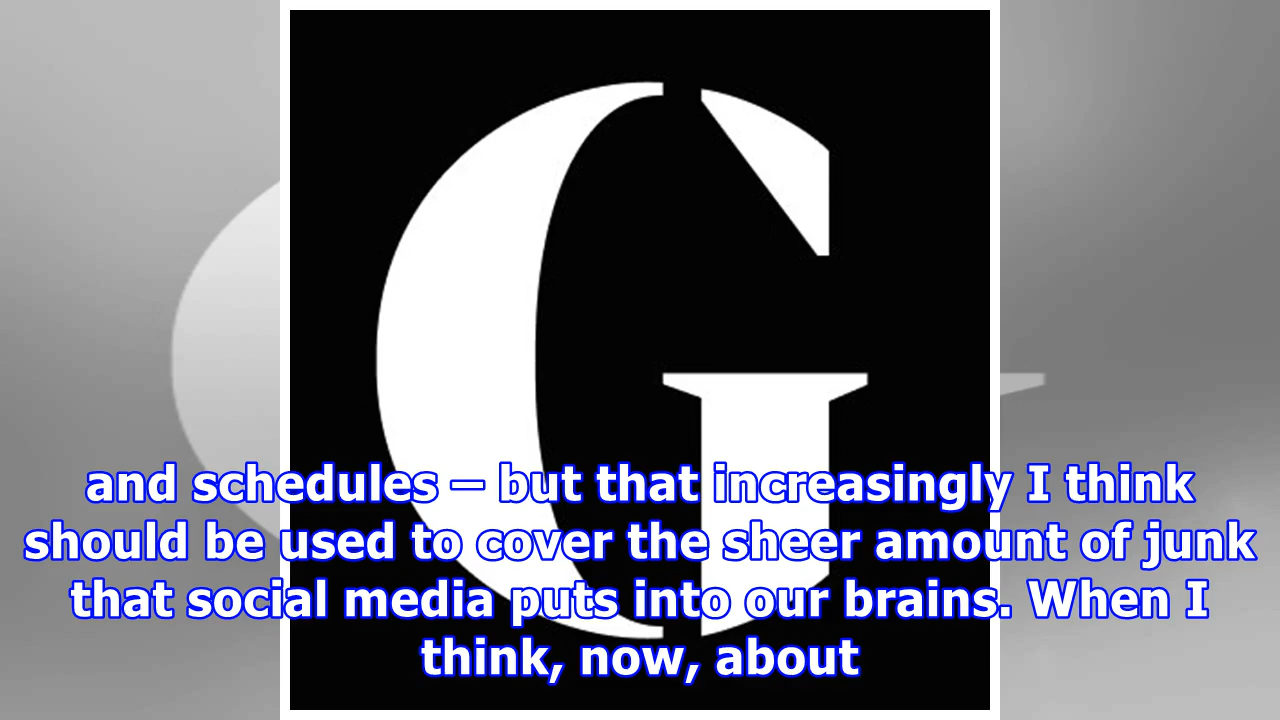 G
and schedules – but that increasingly I think
should be used to cover the sheer amount of junk
that social media puts into our brains. When I
think, now, about